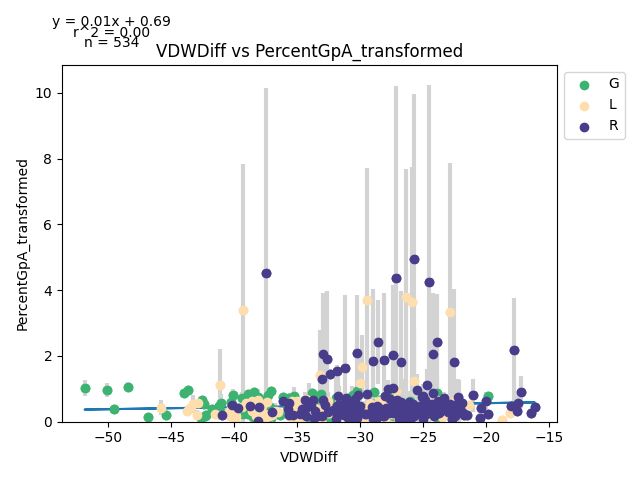 y = 0.01x + 0.69
r^2 = 0.00
n = 534
VDWDiff vs PercentGpA_transformed
G
L
R
PercentGpA_transformed
10
8
6
4
2
0
−50
−45
−40
−35
−30
−25
−20
−15
VDWDiff